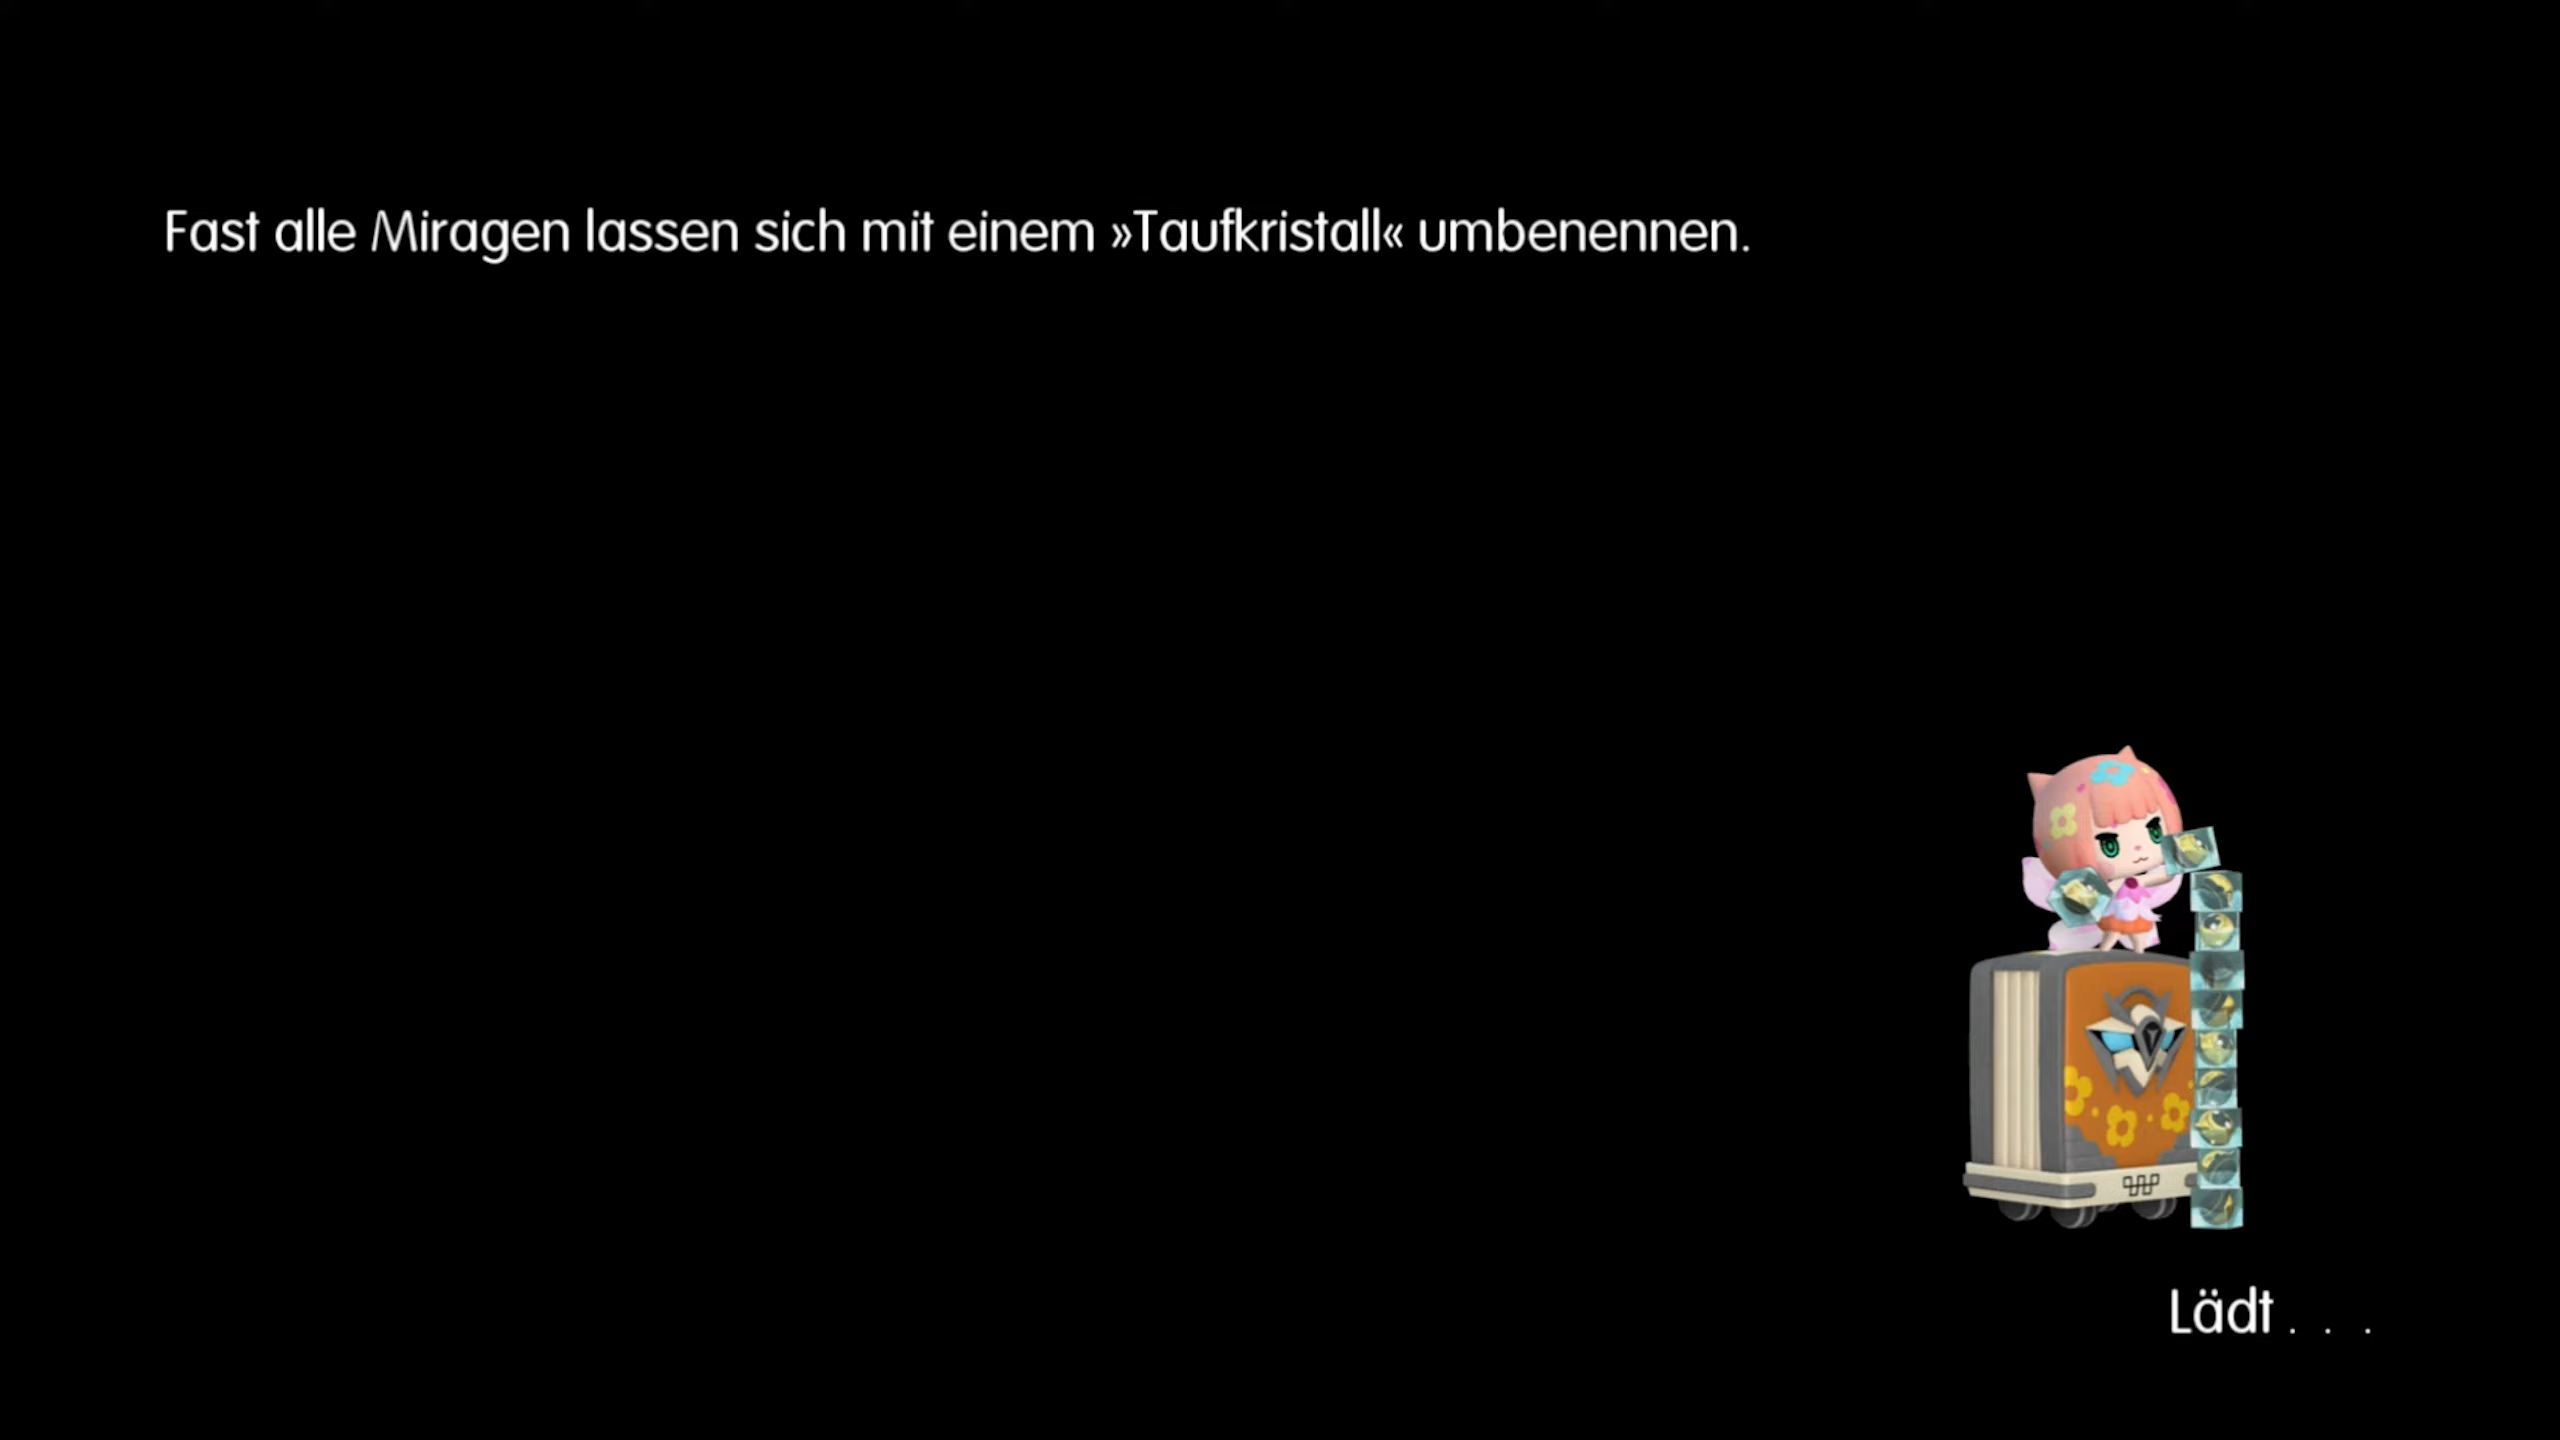 Fast alle Miragen lassen sich mit einem »Taufkristall« umbenennen.
Lädt . . .